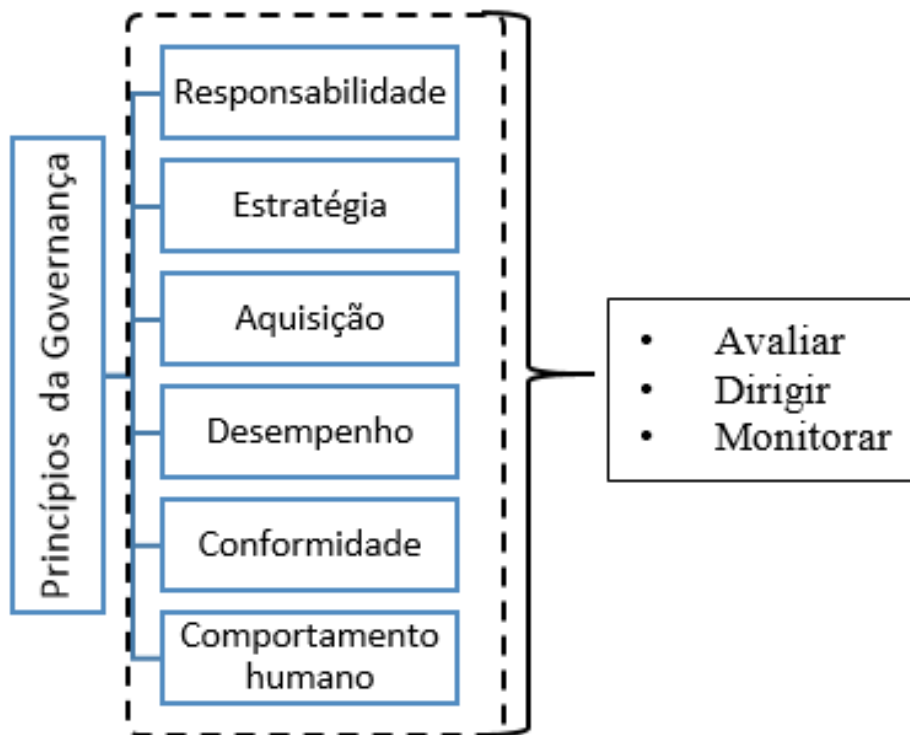 Princípios da Governança
Responsabilidade
Estratégia
Aquisição
Desempenho
Conformidade
Comportamento
humano
• Avaliar
• Dirigir
• Monitorar